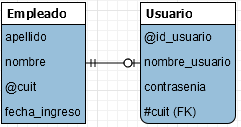 Empleado
apellido
nombre
@cuit
fecha_ingreso
Usuario
@id_usuario
nombre_usuario
contrasenia
#cuit (FK)